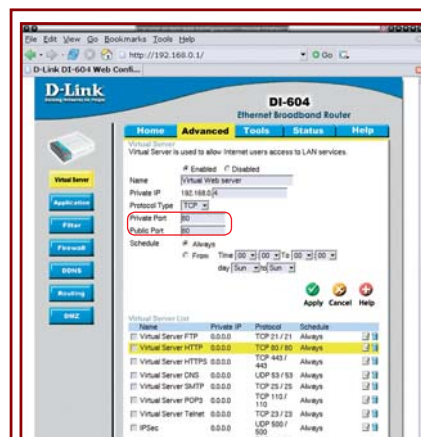 File Edit View Go Bookmarks Tools Help
http://192.168.0.1/ Go
D-Link DI-604 Web Confi...
D-Link
Building Networks for People
DI-604
Ethernet Broadband Router
Home Advanced Tools Status Help
Virtual Server
Virtual Server is used to allow Internet users access to LAN services.
Enabled Disabled
Name Virtual Web server
Private IP 192.168.0.4
Protocol Type TCP
Private Port 80
Public Port 80
Schedule Always
From Time 00 : 00 To 00 : 00
day Sun to Sun
Apply Cancel Help
Virtual Server
Application
Filter
Firewall
DDNS
Routing
DMZ
Virtual Server List
Name Private IP Protocol Schedule
Virtual Server FTP 0.0.0.0 TCP 21 / 21 Always
Virtual Server HTTP 0.0.0.0 TCP 80 / 80 Always
Virtual Server HTTPS 0.0.0.0 TCP 443 / 443 Always
Virtual Server DNS 0.0.0.0 UDP 53 / 53 Always
Virtual Server SMTP 0.0.0.0 TCP 25 / 25 Always
Virtual Server POP3 0.0.0.0 TCP 110 / 110 Always
Virtual Server Telnet 0.0.0.0 TCP 23 / 23 Always
IPSec 0.0.0.0 UDP 500 / 500 Always